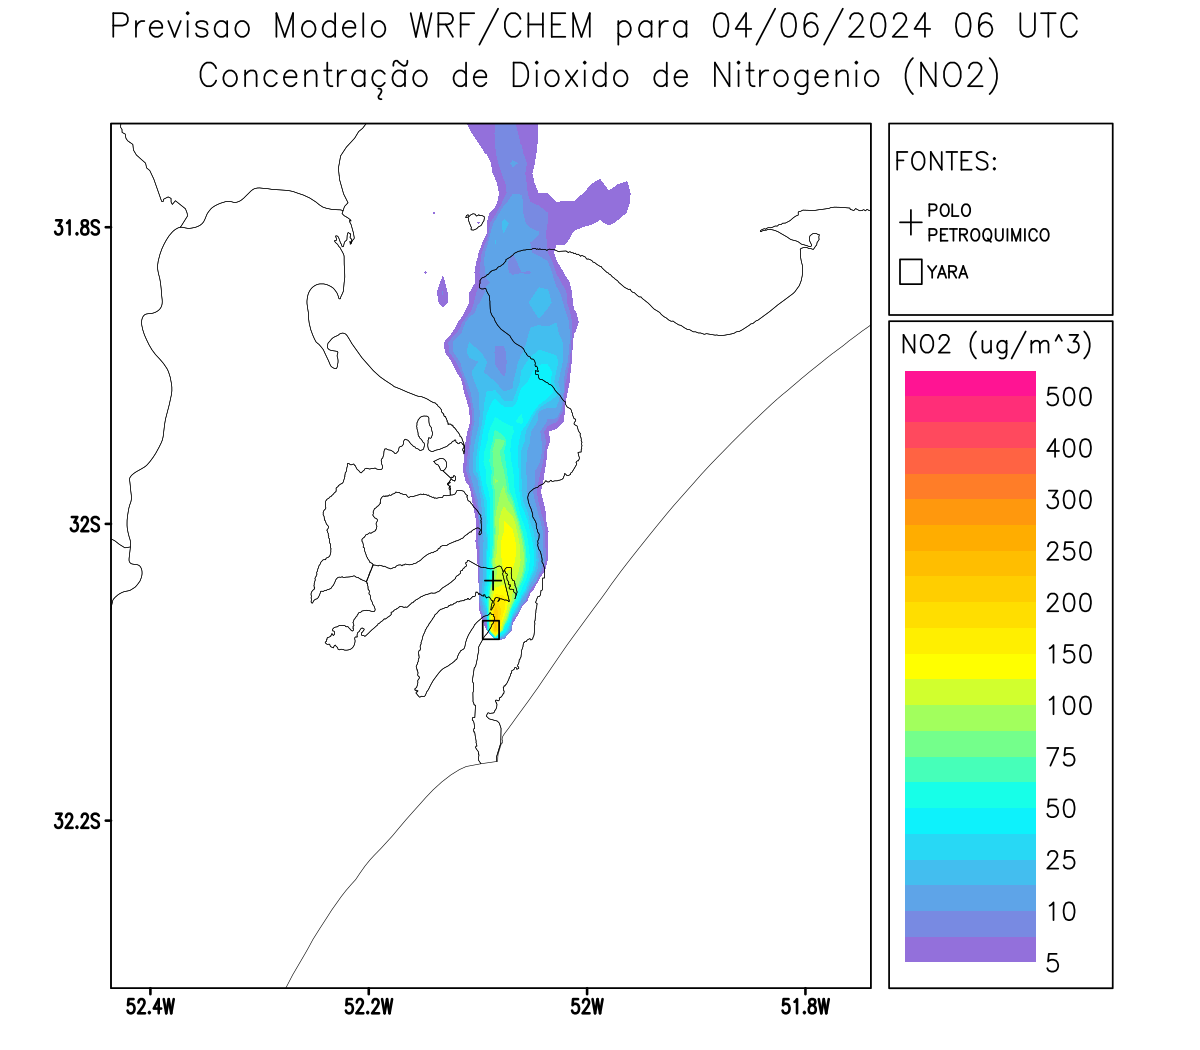 Previsao Modelo WRF/CHEM para 04/06/2024 06 UTC
Concentração de Dioxido de Nitrogenio (NO2)
FONTES:
POLO
PETROQUIMICO
YARA
NO2 (ug/m^3)
500
400
300
250
200
150
100
75
50
25
10
5
31.8S
32S
32.2S
52.4W 52.2W 52W 51.8W